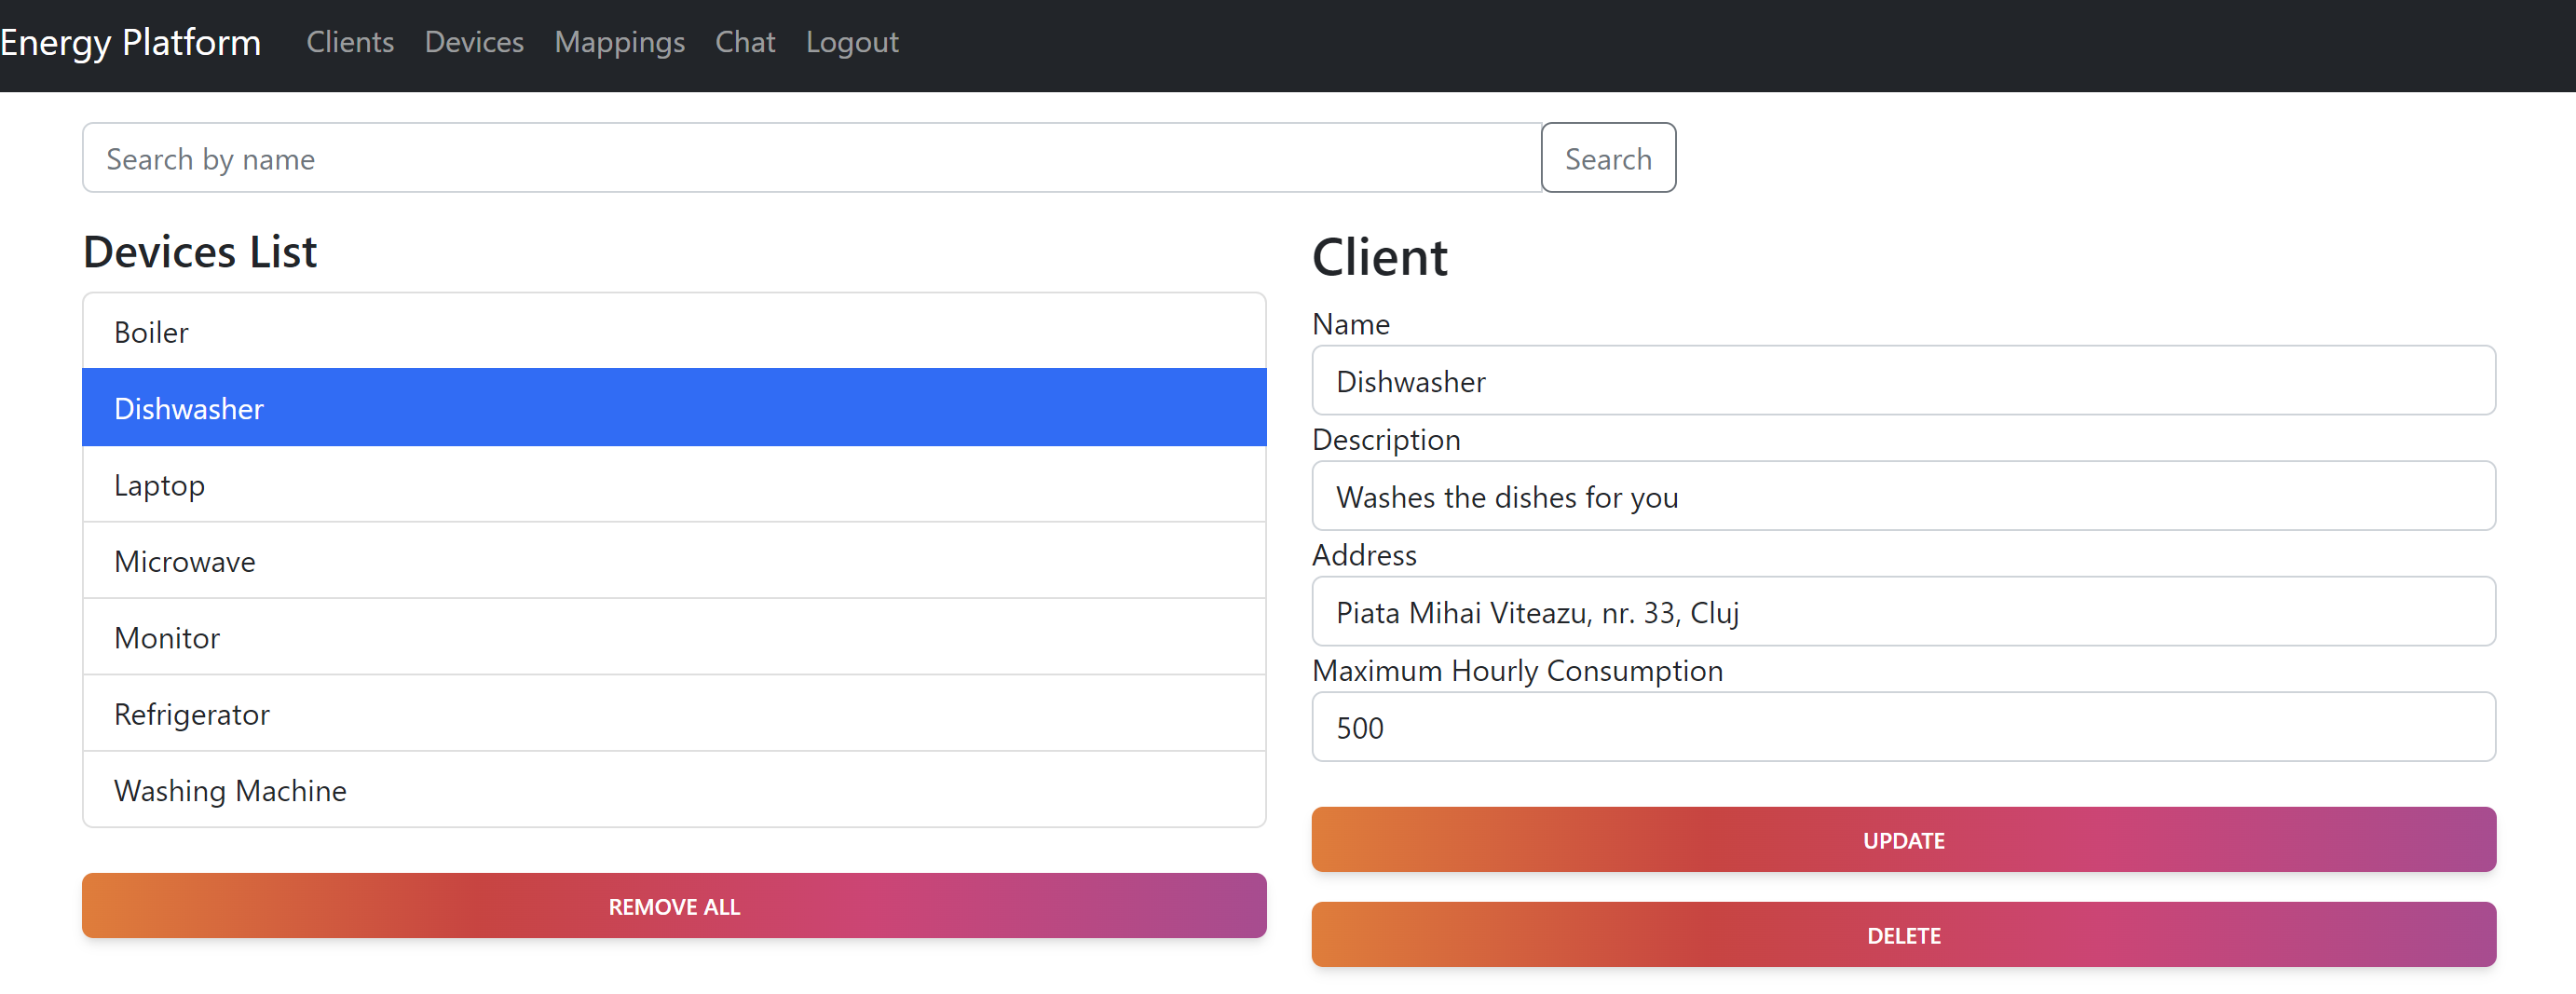 Energy Platform Clients Devices Mappings Chat Logout
Search by name Search
Devices List
Boiler
Dishwasher
Laptop
Microwave
Monitor
Refrigerator
Washing Machine
REMOVE ALL
Client
Name
Dishwasher
Description
Washes the dishes for you
Address
Piata Mihai Viteazu, nr. 33, Cluj
Maximum Hourly Consumption
500
UPDATE
DELETE